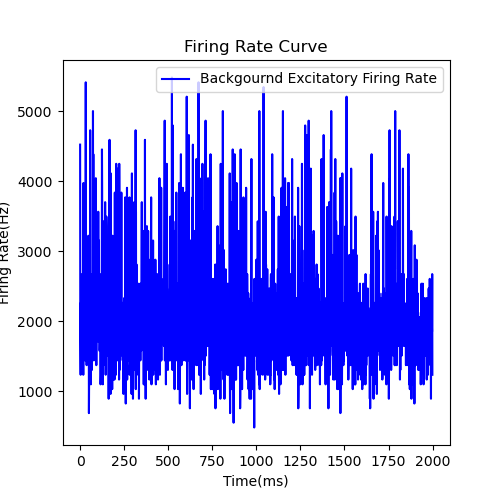 Firing Rate Curve
Backgournd Excitatory Firing Rate
Firing Rate(Hz)
5000
4000
3000
2000
1000
0 250 500 750 1000 1250 1500 1750 2000
Time(ms)